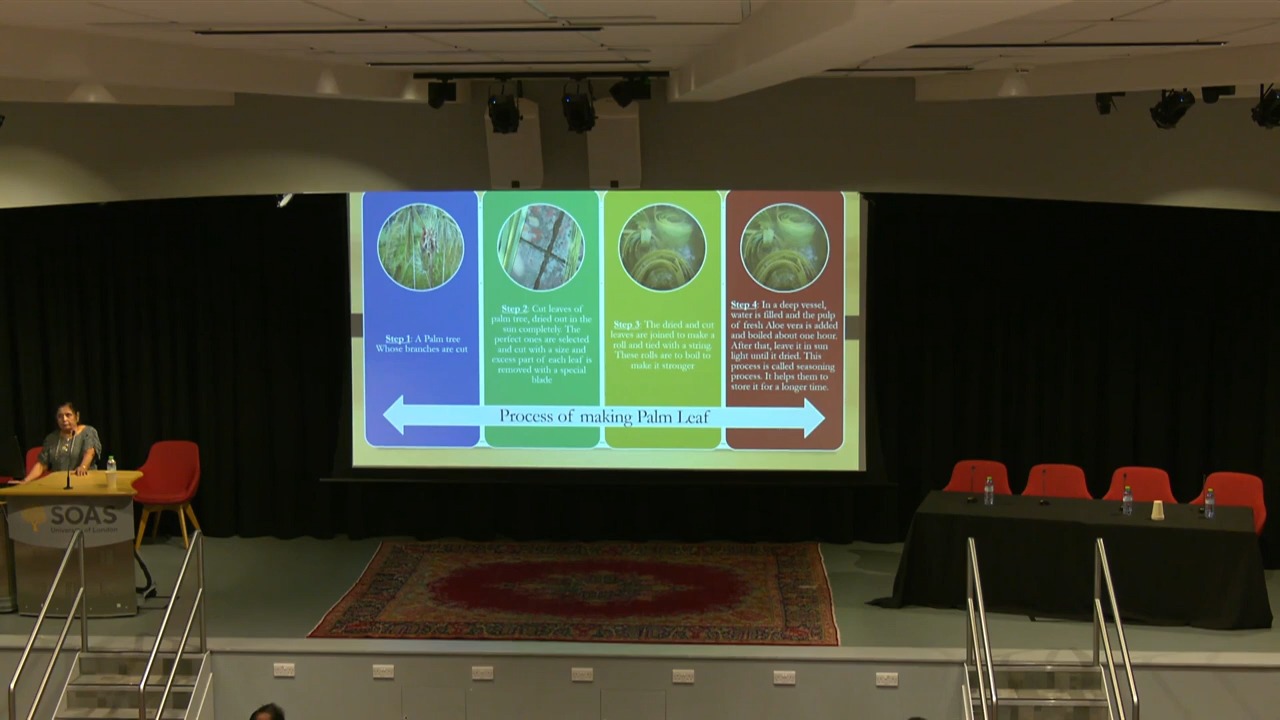 Step 1: A Palm tree
Whose branches are cut
Step 2: Cut leaves of
palm tree, dried out in the
sun completely. The
perfect ones are selected
and cut with a size and
excess part of each leaf is
removed with a special
blade
Step 3: The dried and cut
leaves are joined to make a
roll and tied with a string.
These rolls are to boil to
make it stronger
Step 4: In a deep vessel,
water is filled and the pulp
of fresh Aloe vera is added
and boiled about one hour.
After that, leave it in sun
light until it dried. This
process is called seasoning
process. It helps them to
store it for a longer time.
Process of making Palm Leaf
SOAS
University of London